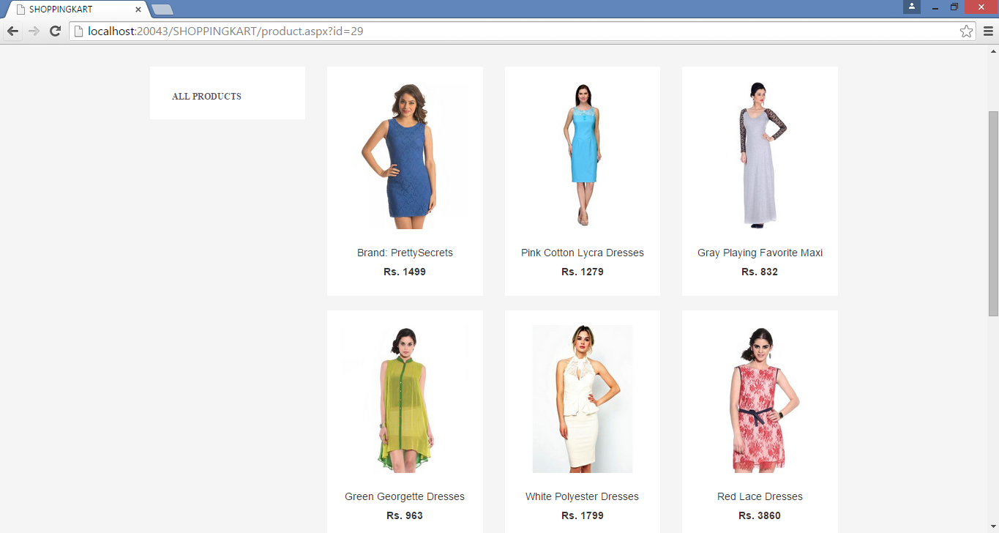 SHOPPINGKART
localhost:20043/SHOPPINGKART/product.aspx?id=29
ALL PRODUCTS
Brand: PrettySecrets
Rs. 1499
Pink Cotton Lycra Dresses
Rs. 1279
Gray Playing Favorite Maxi
Rs. 832
Green Georgette Dresses
Rs. 963
White Polyester Dresses
Rs. 1799
Red Lace Dresses
Rs. 3860